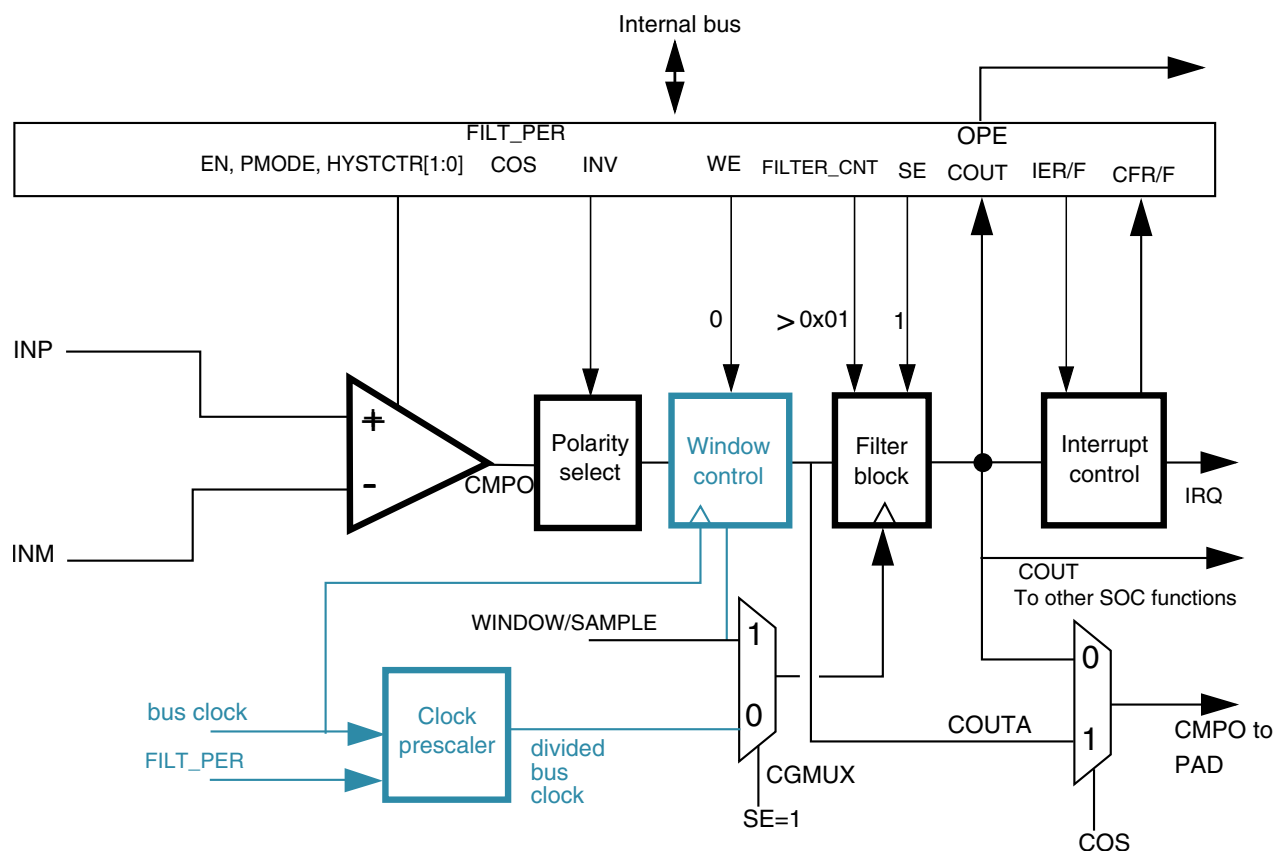 Internal bus
FILT_PER
OPE
EN, PMODE, HYSTCTR[1:0]
COS
INV
WE
FILTER_CNT
SE
COUT
IER/F
CFR/F
0
> 0x01
1
INP
+
-
INM
CMPO
Polarity
select
Window
control
Filter
block
Interrupt
control
IRQ
COUT
To other SOC functions
WINDOW/SAMPLE
1
0
bus clock
FILT_PER
Clock
prescaler
divided
bus
clock
CGMUX
SE=1
COUTA
0
1
CMPO to
PAD
COS